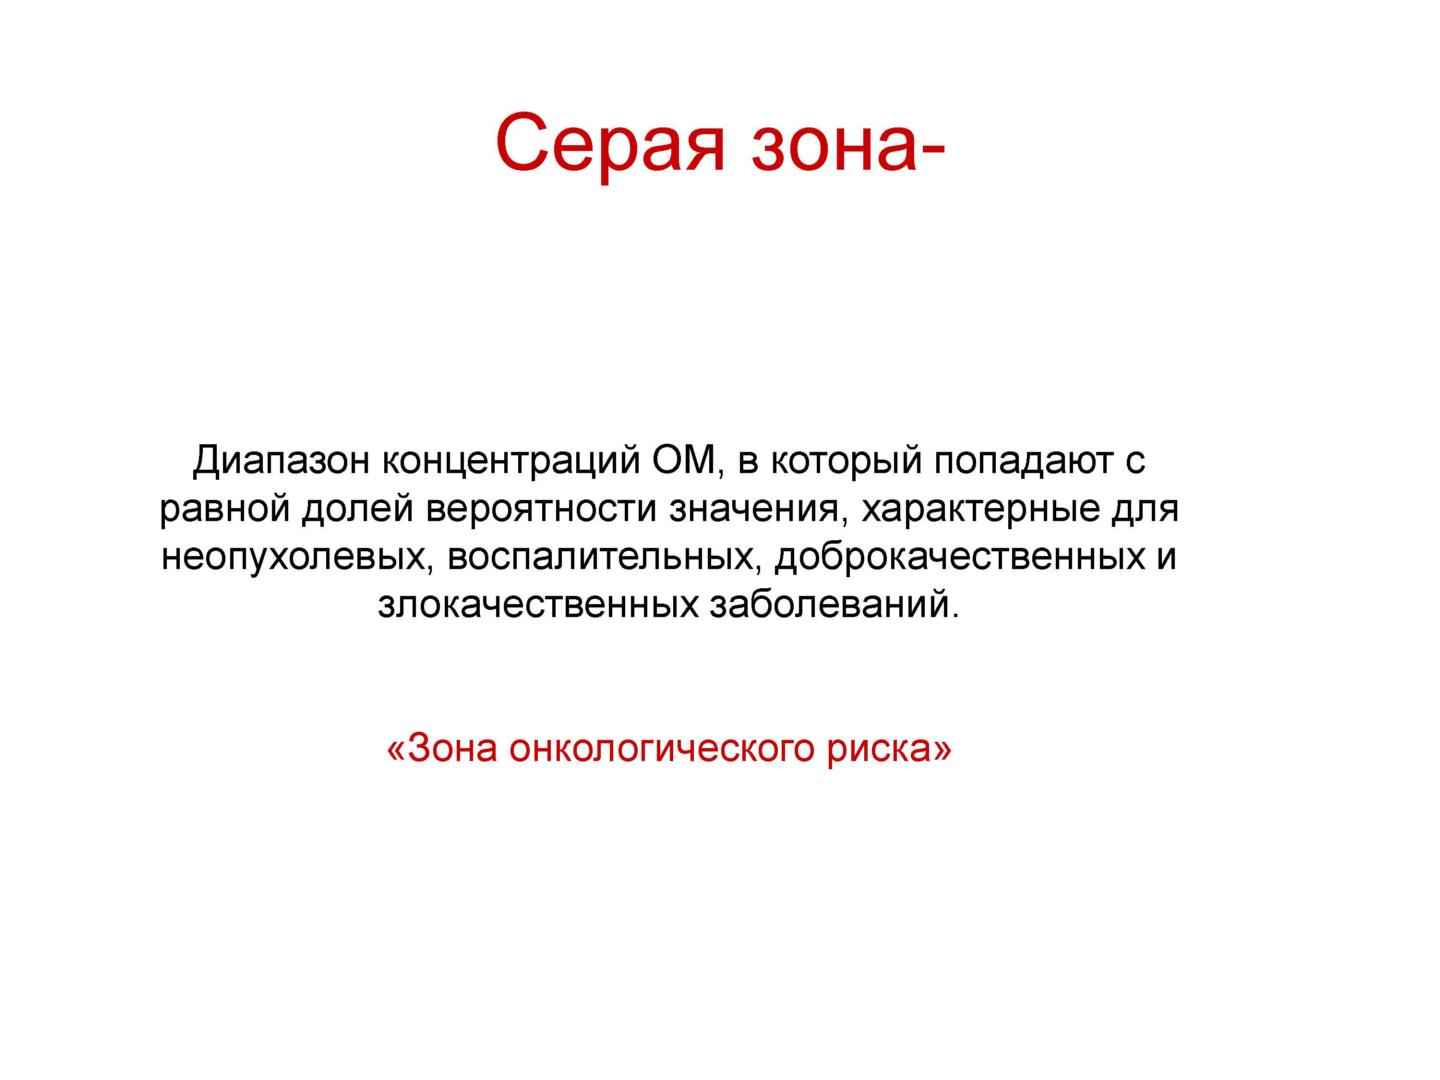 Серая зона-
Диапазон концентраций ОМ, в который попадают с
равной долей вероятности значения, характерные для
неопухолевых, воспалительных, доброкачественных и
злокачественных заболеваний.
«Зона онкологического риска»